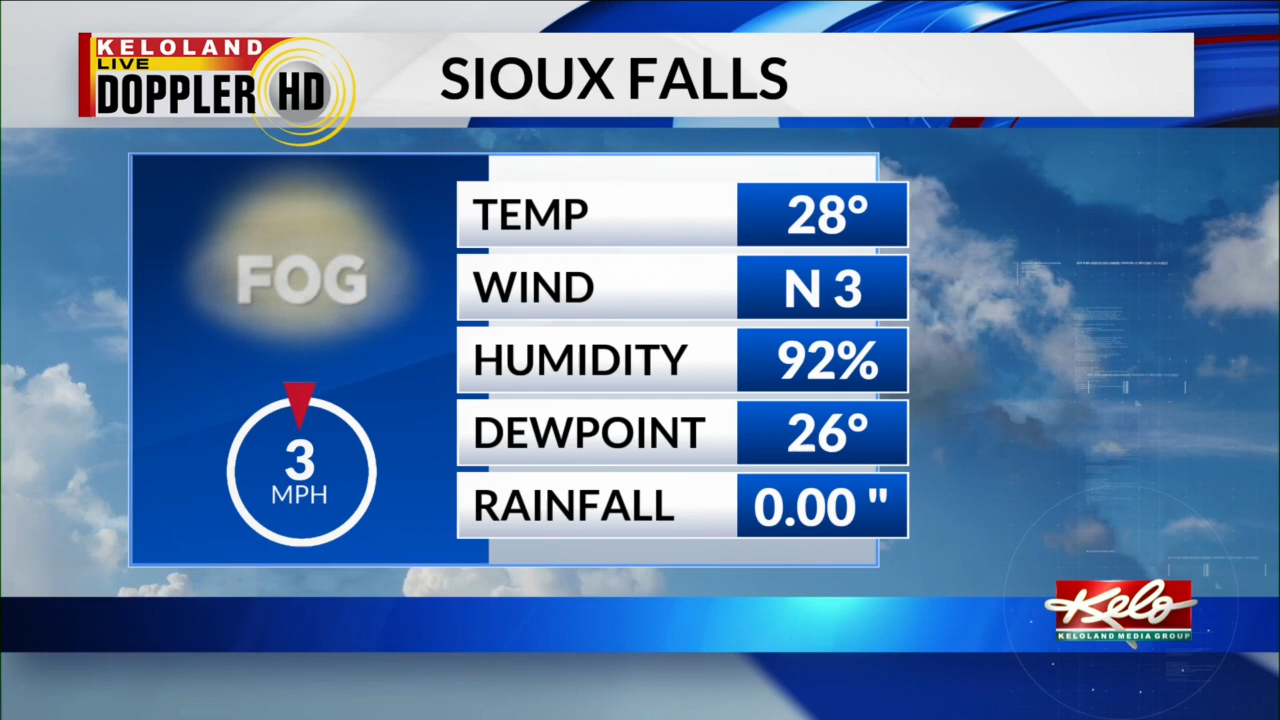 KELOLAND
LIVE
DOPPLER HD
SIOUX FALLS
FOG
3
MPH
TEMP 28°
WIND N 3
HUMIDITY 92%
DEWPOINT 26°
RAINFALL 0.00 "
Kelo
KELOLAND MEDIA GROUP